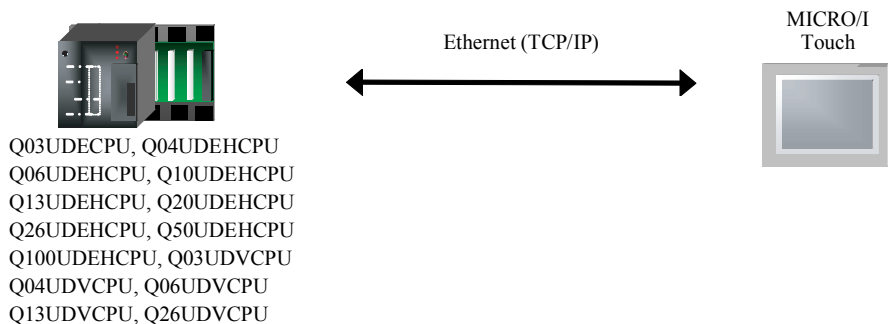 Ethernet (TCP/IP)
MICRO/I
Touch
Q03UDECPU, Q04UDEHCPU
Q06UDEHCPU, Q10UDEHCPU
Q13UDEHCPU, Q20UDEHCPU
Q26UDEHCPU, Q50UDEHCPU
Q100UDEHCPU, Q03UDVCPU
Q04UDVCPU, Q06UDVCPU
Q13UDVCPU, Q26UDVCPU